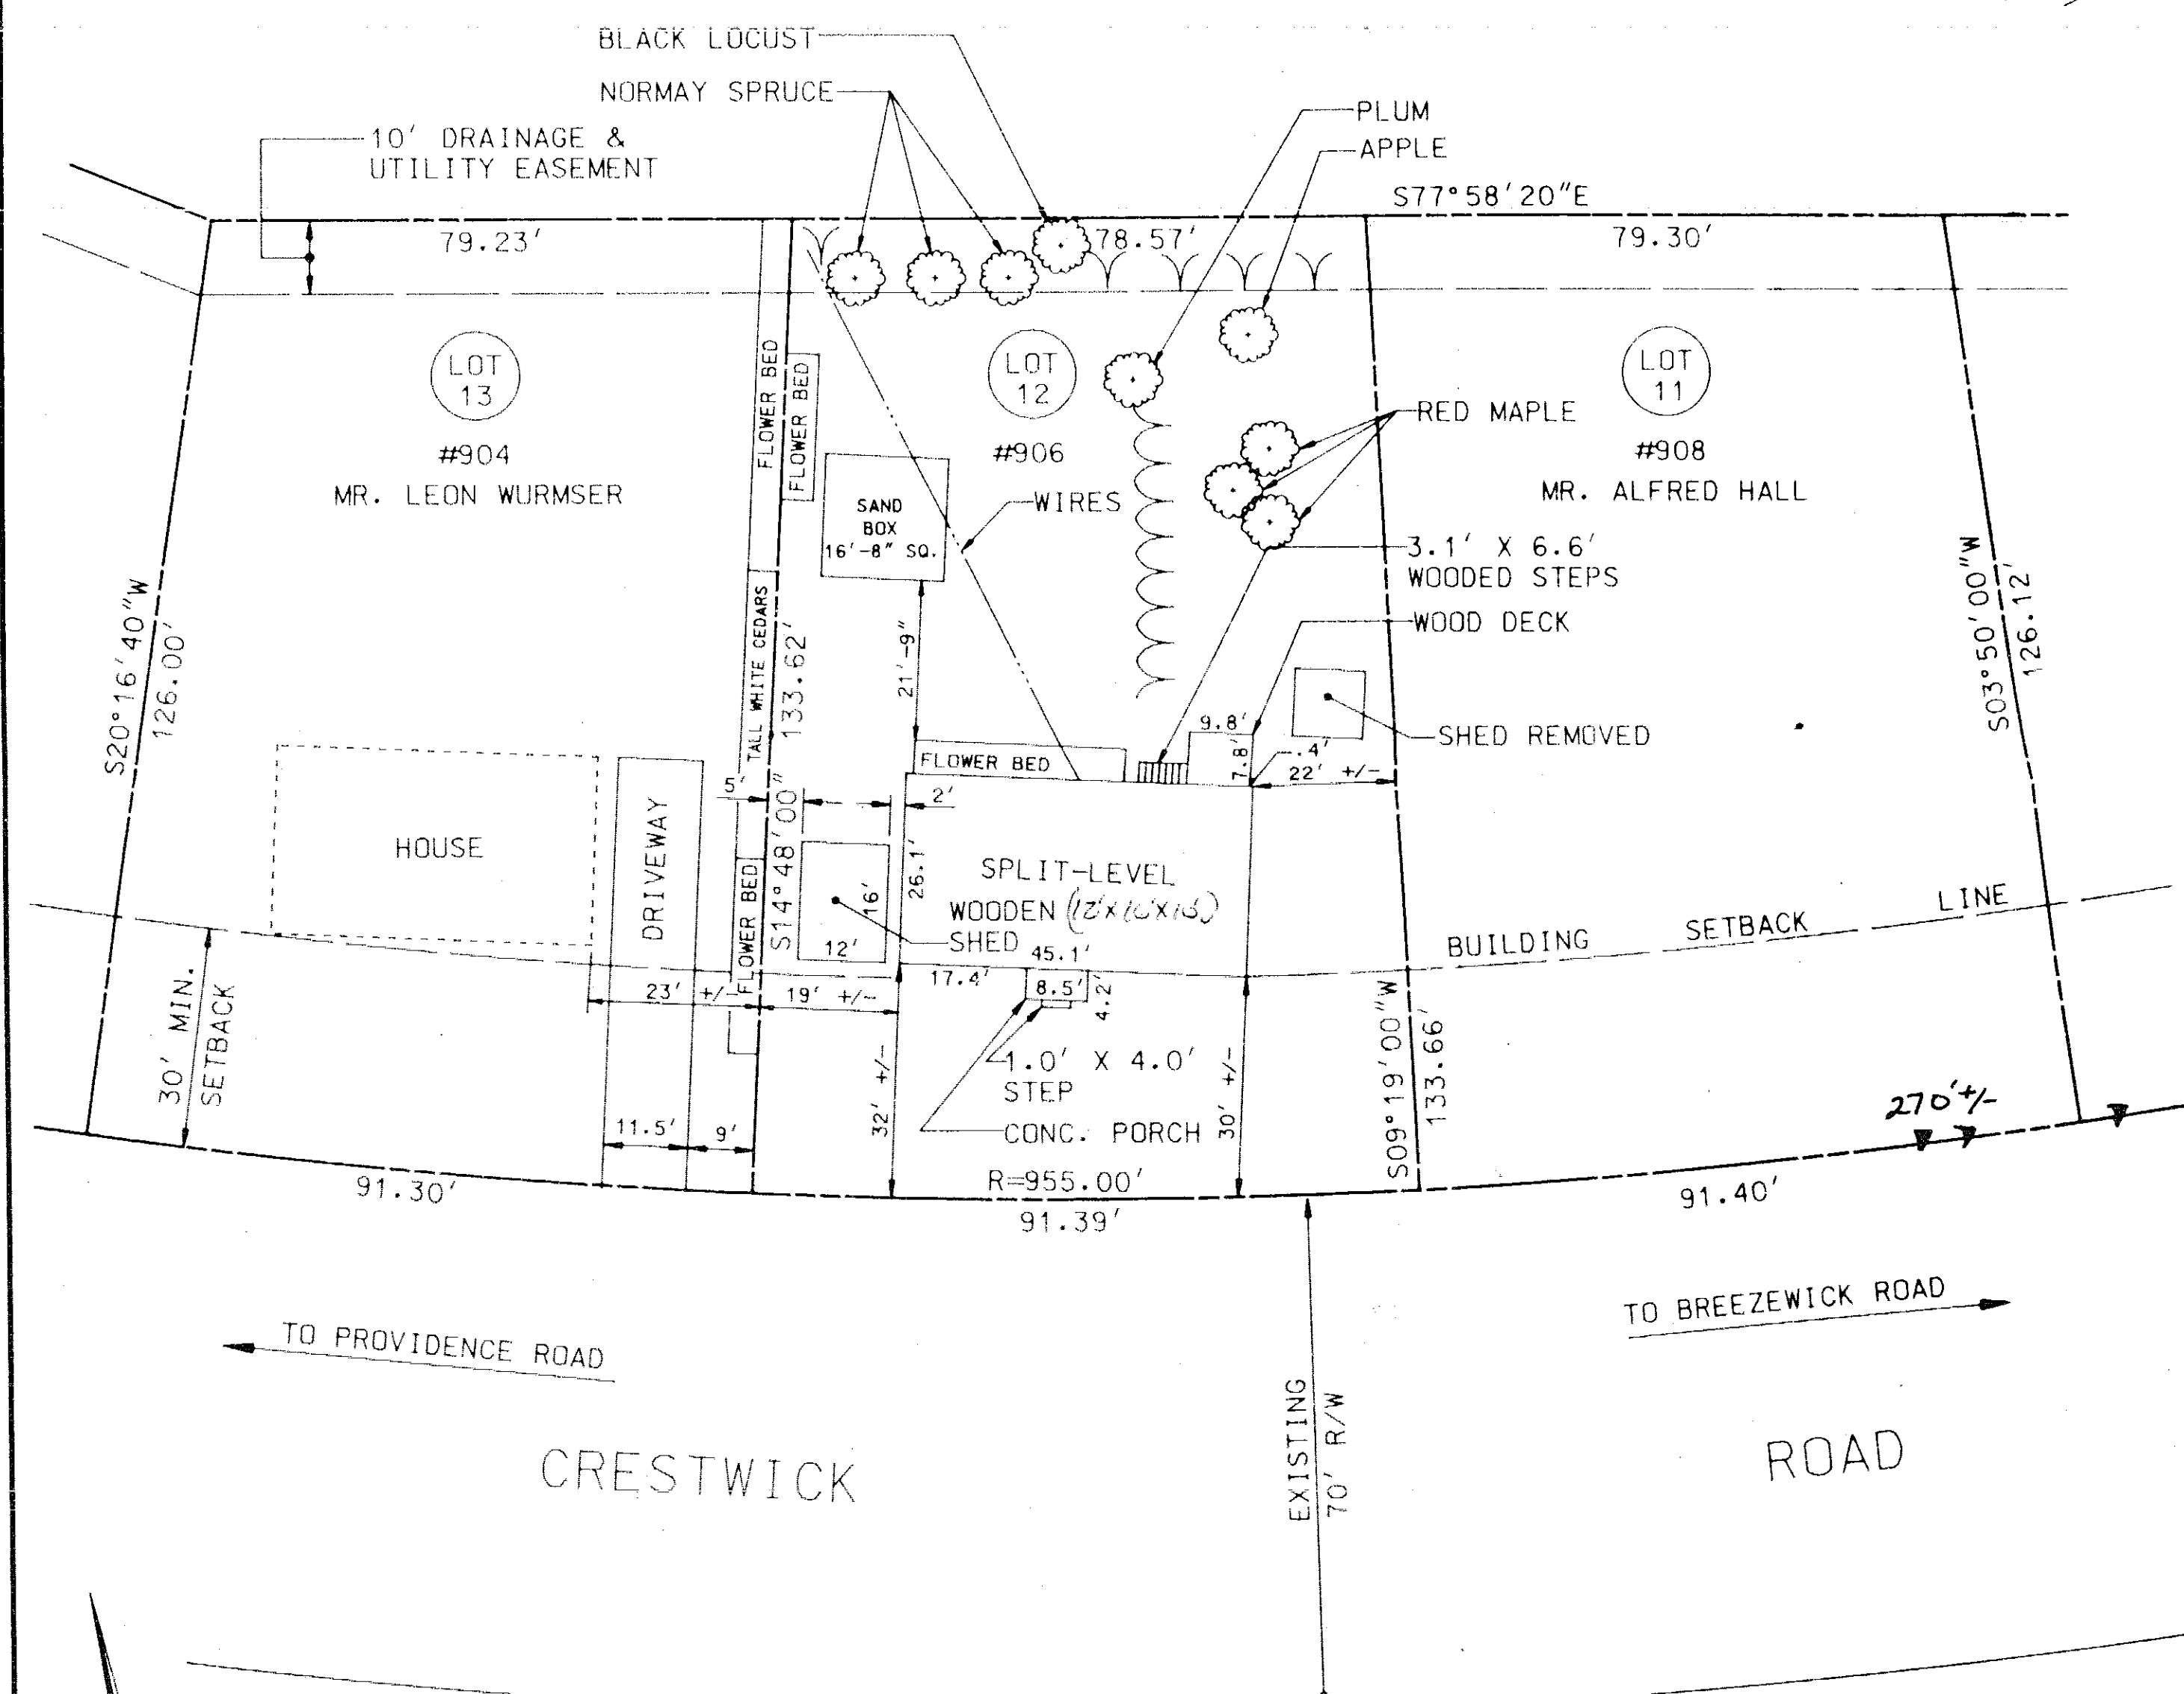 BLACK LOCUST
NORMAY SPRUCE
10' DRAINAGE &
UTILITY EASEMENT
PLUM
APPLE
S77°58'20"E
79.23'
78.57'
79.30'
LOT
13
#904
MR. LEON WURMSER
FLOWER BED
FLOWER BED
LOT
12
#906
LOT
11
#908
MR. ALFRED HALL
RED MAPLE
SAND
BOX
16'-8" SQ.
WIRES
3.1' X 6.6'
WOODED STEPS
WOOD DECK
S20°16'40"W
126.00'
TALL WHITE CEDARS
133.62'
S14°48'00"
21'-9"
S03°50'00"W
126.12'
SHED REMOVED
9.8'
7.8'
.4'
22' +/-
FLOWER BED
5'
2'
HOUSE
DRIVEWAY
FLOWER BED
16'
12'
26.1'
SPLIT-LEVEL
WOODEN
SHED
45.1'
17.4'
8.5'
4.2'
BUILDING SETBACK LINE
30' MIN.
SETBACK
23' +/-
19' +/-
1.0' X 4.0'
STEP
CONC. PORCH
32' +/-
30' +/-
S09°19'00"W
133.66'
270'+/-
11.5'
9'
R=955.00'
91.30'
91.39'
91.40'
TO PROVIDENCE ROAD
TO BREEZEWICK ROAD
EXISTING
70' R/W
CRESTWICK ROAD